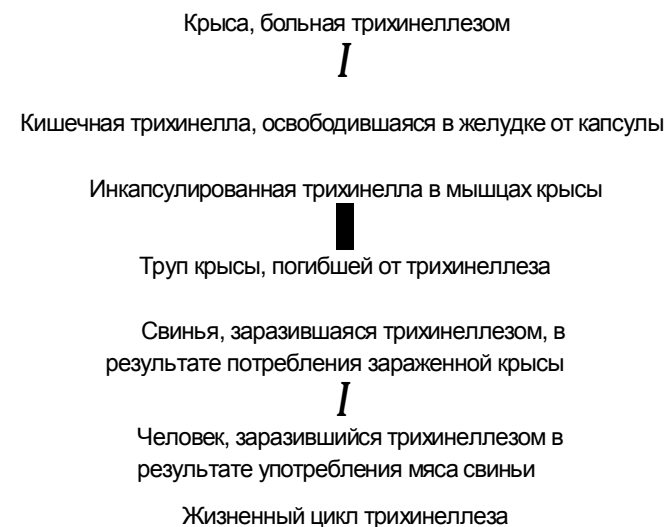 Крыса, больная трихинеллезом
I
Кишечная трихинелла, освободившаяся в желудке от капсулы
Инкапсулированная трихинелла в мышцах крысы
Труп крысы, погибшей от трихинеллеза
Свинья, заразившаяся трихинеллезом, в
результате потребления зараженной крысы
I
Человек, заразившийся трихинеллезом в
результате употребления мяса свиньи
Жизненный цикл трихинеллеза